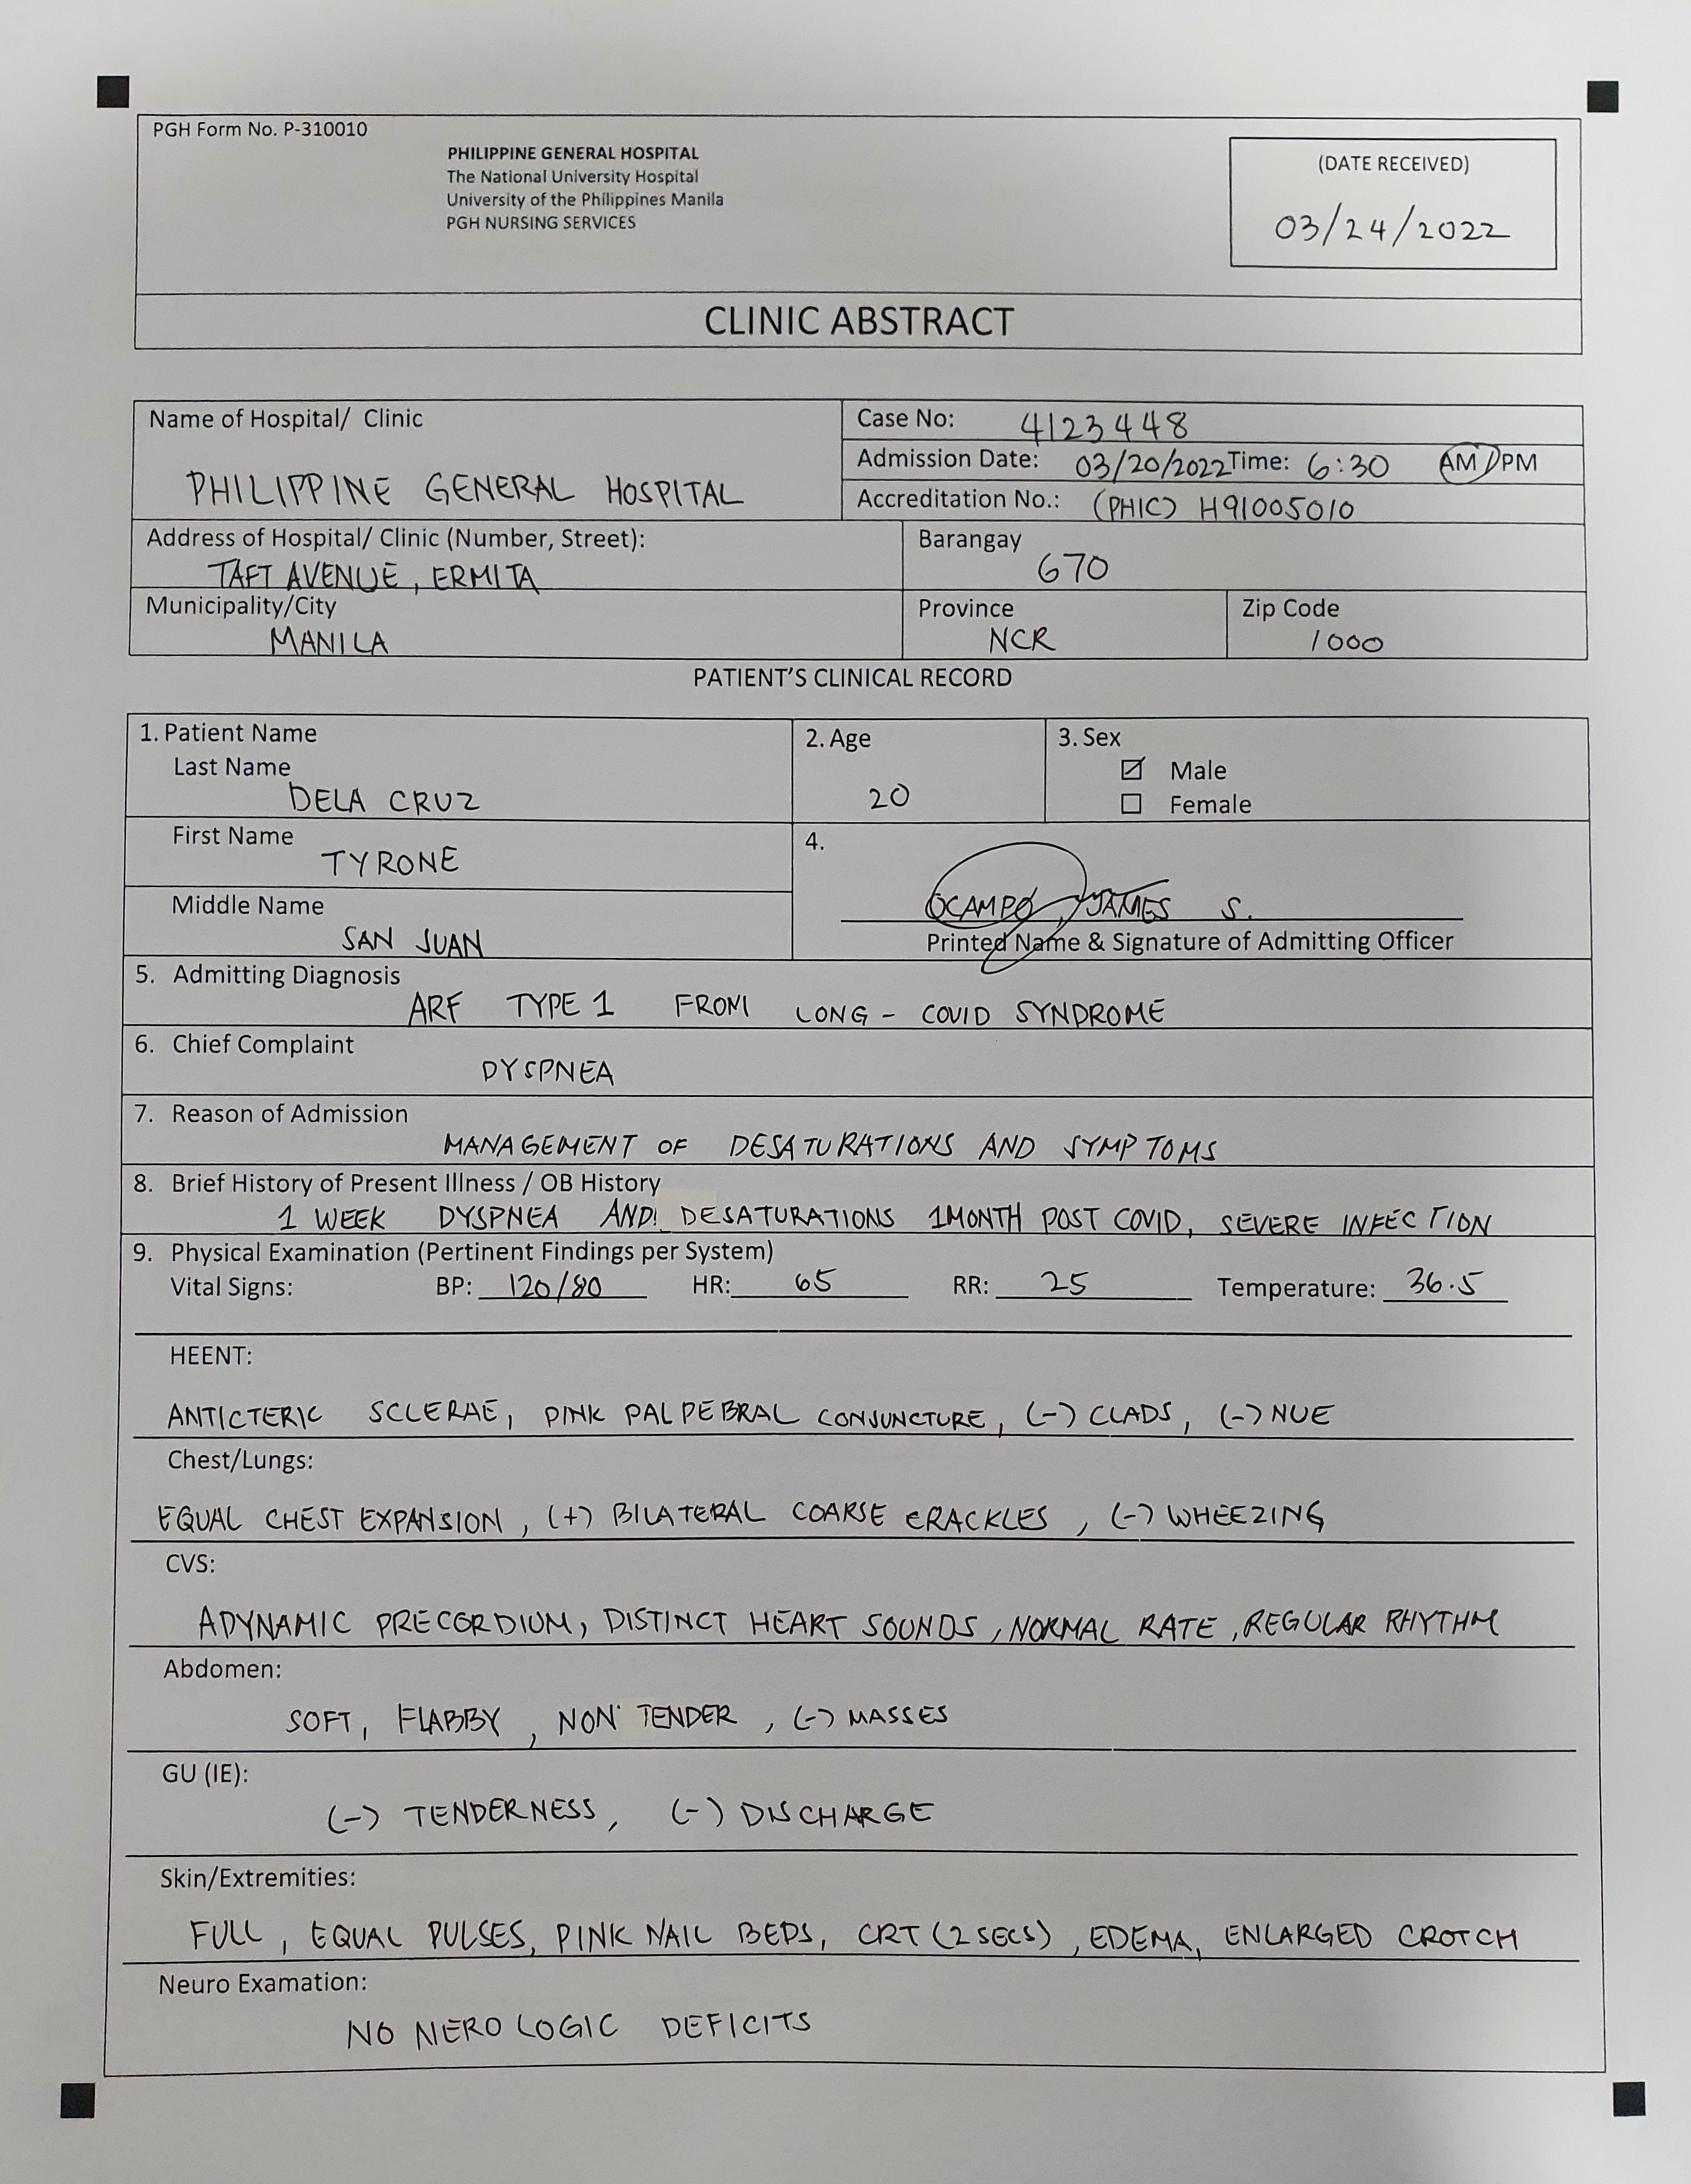 PGH Form No. P-310010
PHILIPPINE GENERAL HOSPITAL
The National University Hospital
University of the Philippines Manila
PGH NURSING SERVICES
(DATE RECEIVED)
03/24/2022
CLINIC ABSTRACT
Name of Hospital/ Clinic
PHILIPPINE GENERAL HOSPITAL
Case No: 4123448
Admission Date: 03/20/2022 Time: 6:30 AM/PM
Accreditation No.: (PHIC) H91005010
Address of Hospital/ Clinic (Number, Street):
TAFT AVENUE, ERMITA
Barangay
670
Municipality/City
MANILA
Province
NCR
Zip Code
1000
PATIENT'S CLINICAL RECORD
1. Patient Name
Last Name
DELA CRUZ
2. Age
20
3. Sex
Male
Female
First Name
TYRONE
Middle Name
SAN JUAN
4.
OCAMPO, JAMES S.
Printed Name & Signature of Admitting Officer
5. Admitting Diagnosis
ARF TYPE 1 FROM LONG - COVID SYNDROME
6. Chief Complaint
DYSPNEA
7. Reason of Admission
MANAGEMENT OF DESATURATIONS AND SYMPTOMS
8. Brief History of Present Illness / OB History
1 WEEK DYSPNEA AND DESATURATIONS 1MONTH POST COVID, SEVERE INFECTION
9. Physical Examination (Pertinent Findings per System)
Vital Signs: BP: 120/80 HR: 65 RR: 25 Temperature: 36.5
HEENT:
ANTICTERIC SCLERAE, PINK PALPEBRAL CONJUNCTURE, (-) CLADS, (-) NUE
Chest/Lungs:
EQUAL CHEST EXPANSION, (+) BILATERAL COARSE CRACKLES, (-) WHEEZING
CVS:
ADYNAMIC PRECORDIUM, DISTINCT HEART SOUNDS, NORMAL RATE, REGULAR RHYTHM
Abdomen:
SOFT, FLABBY, NON TENDER, (-) MASSES
GU (IE):
(-) TENDERNESS, (-) DISCHARGE
Skin/Extremities:
FULL, EQUAL PULSES, PINK NAIL BEDS, CRT (2 SECS), EDEMA, ENLARGED CROTCH
Neuro Examation:
NO NEROLOGIC DEFICITS